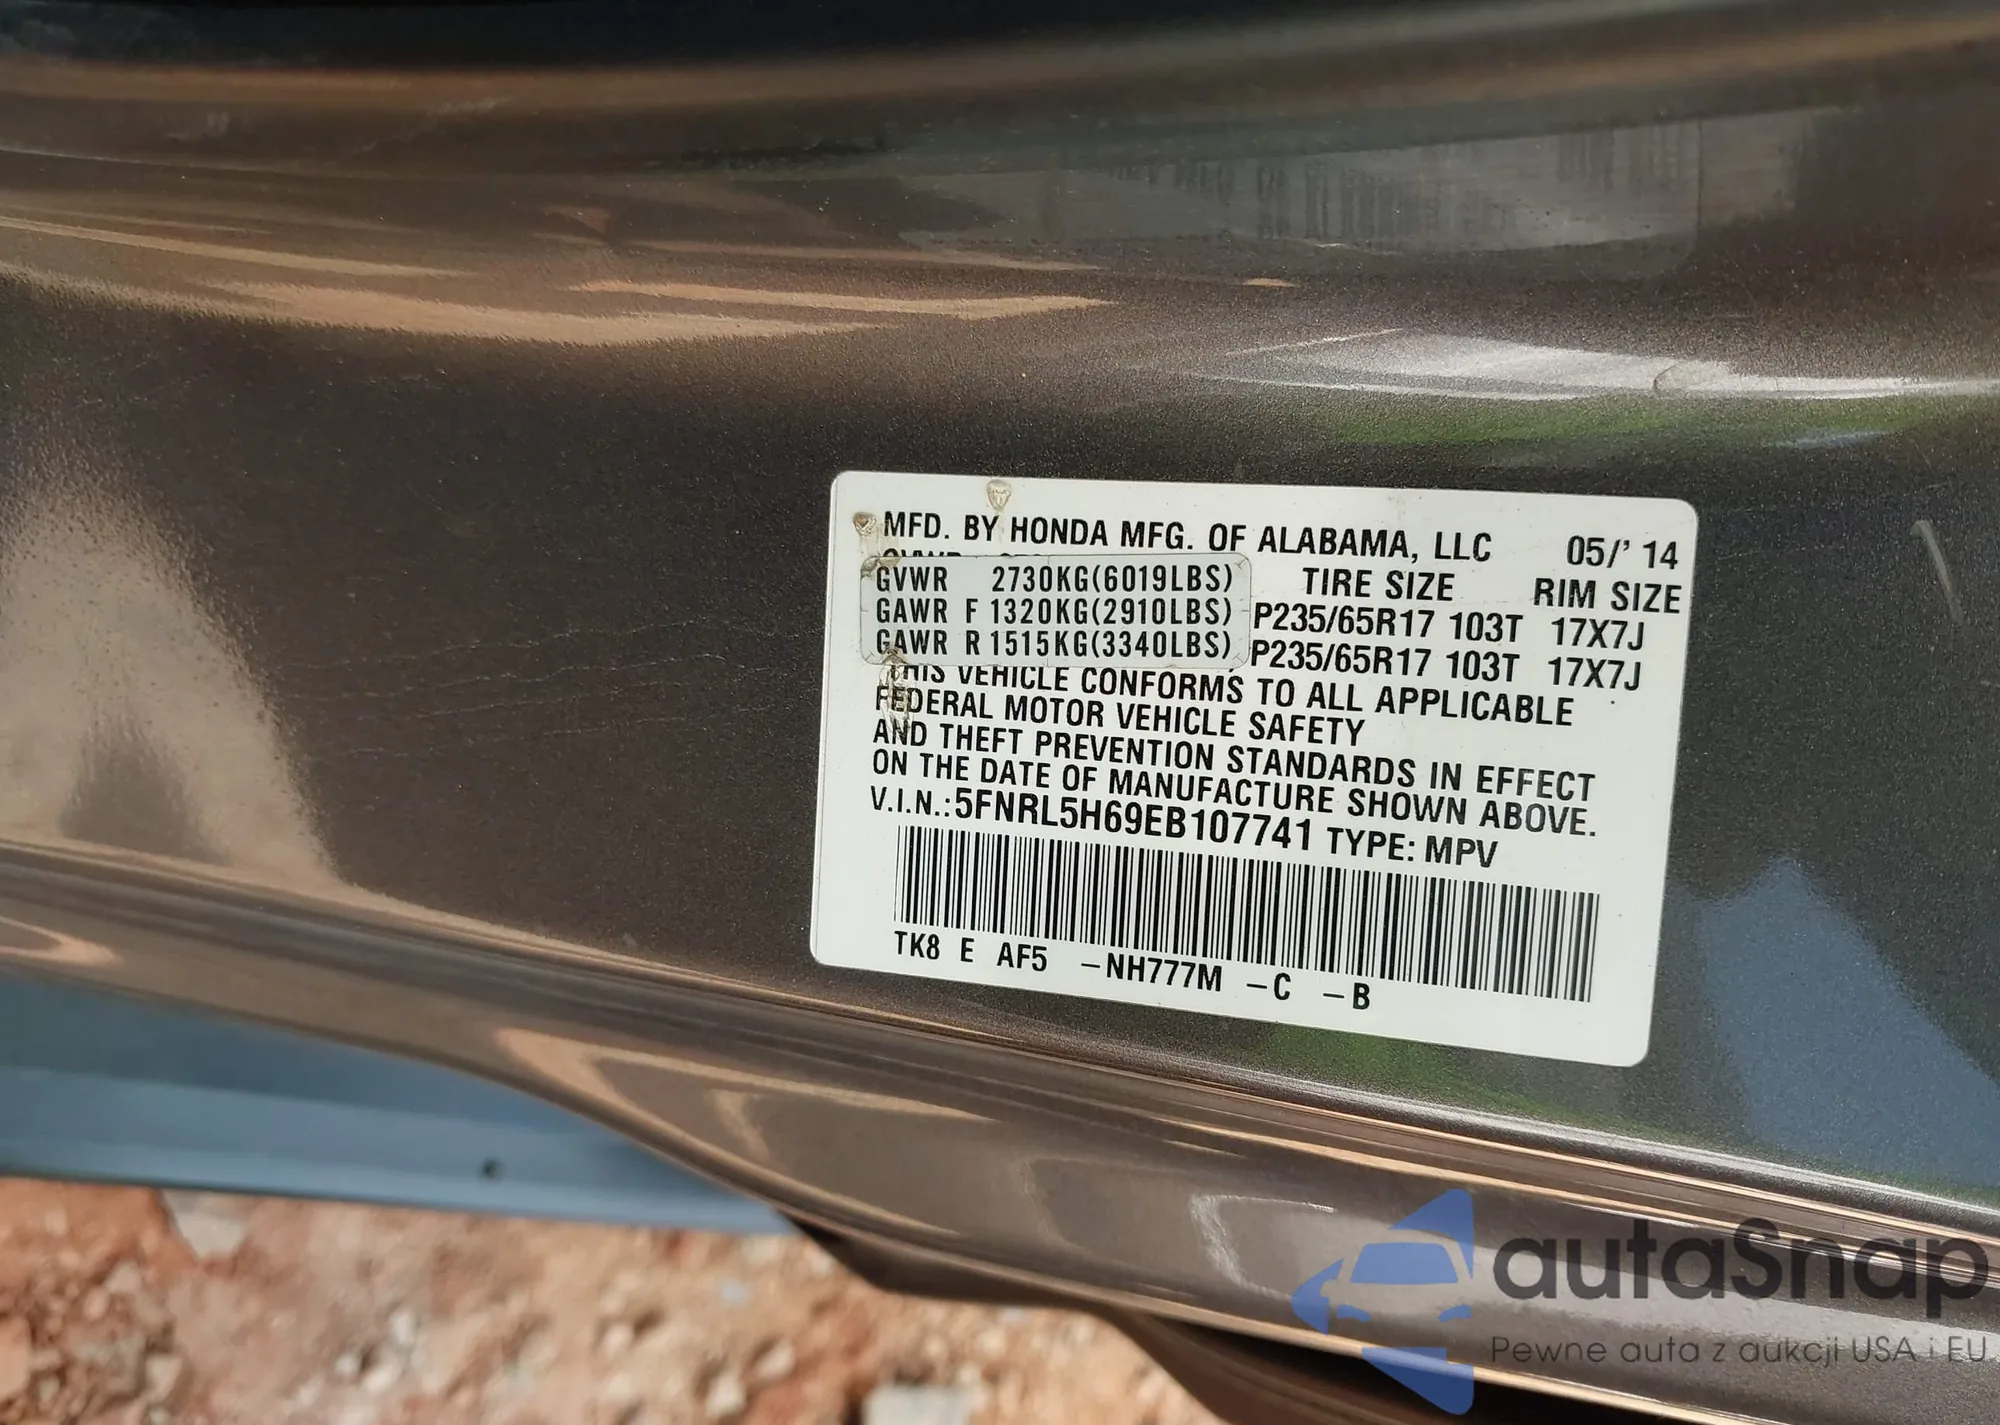 MFD. BY HONDA MFG. OF ALABAMA, LLC 05/' 14
GVWR 2730KG(6019LBS) TIRE SIZE RIM SIZE
GAWR F 1320KG(2910LBS) P235/65R17 103T 17X7J
GAWR R 1515KG(3340LBS) P235/65R17 103T 17X7J
THIS VEHICLE CONFORMS TO ALL APPLICABLE
FEDERAL MOTOR VEHICLE SAFETY
AND THEFT PREVENTION STANDARDS IN EFFECT
ON THE DATE OF MANUFACTURE SHOWN ABOVE.
V.I.N.:5FNRL5H69EB107741 TYPE: MPV
TK8 E AF5 -NH777M -C -B
autaSnap
Pewne auta z aukcji USA i EU